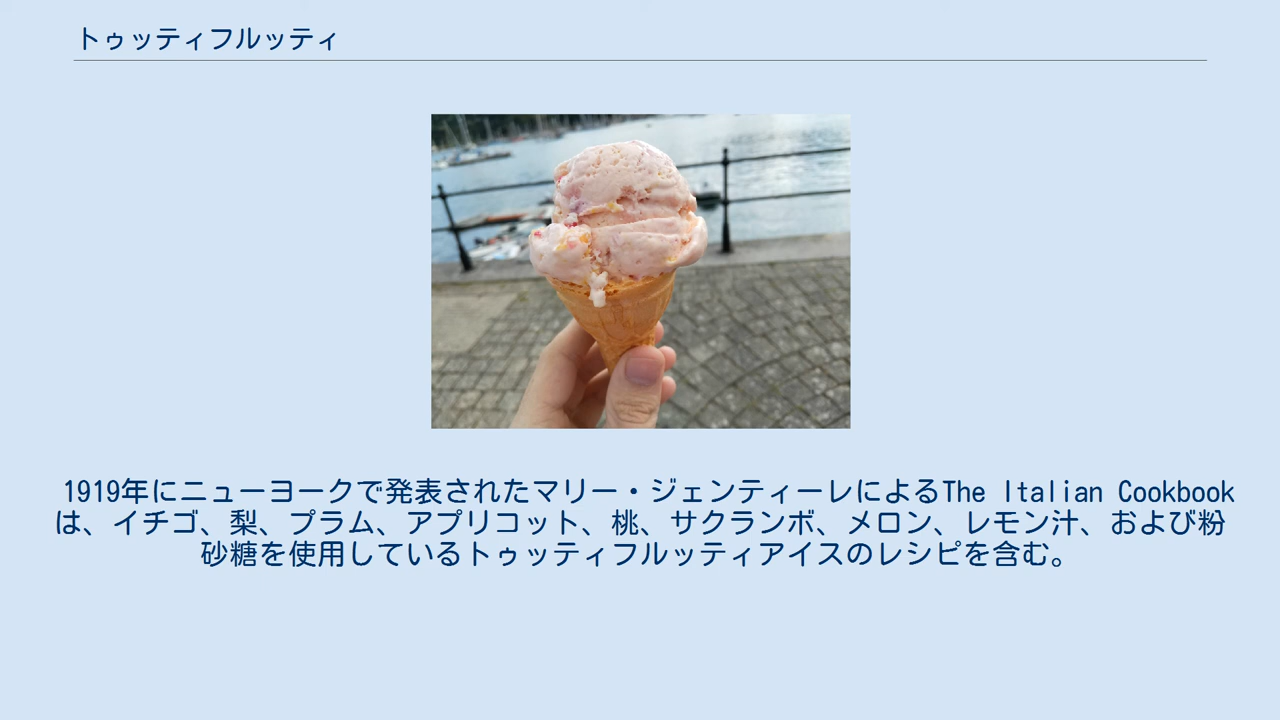 トゥッティフルッティ
1919年にニューヨークで発表されたマリー・ジェンティーレによるThe Italian Cookbook
は、イチゴ、梨、プラム、アプリコット、桃、サクランボ、メロン、レモン汁、および粉
砂糖を使用しているトゥッティフルッティアイスのレシピを含む。